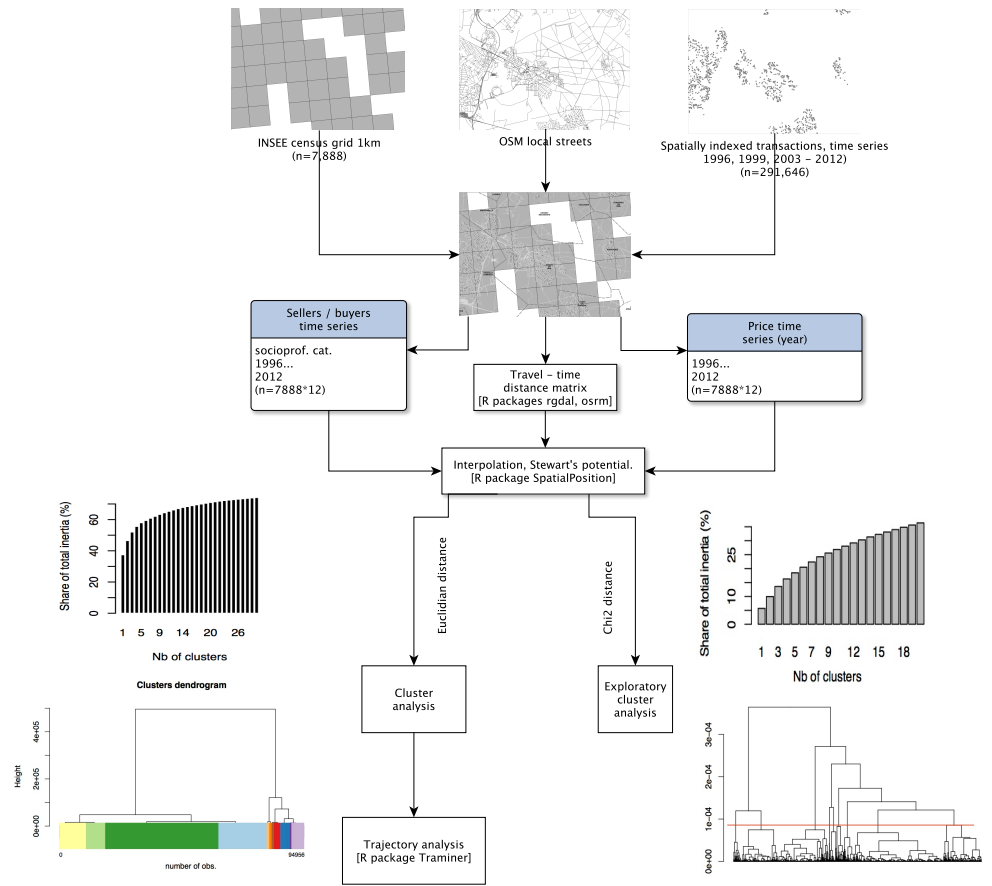 INSEE census grid 1km
(n=7,888)
OSM local streets
Spatially indexed transactions, time series
1996, 1999, 2003 - 2012)
(n=291,646)
Sellers / buyers
time series
socioprof. cat.
1996...
2012
(n=7888*12)
Travel - time
distance matrix
[R packages rgdal, osrm]
Price time
series (year)
1996...
2012
(n=7888*12)
Interpolation, Stewart's potential.
[R package SpatialPosition]
Euclidian distance
Chi2 distance
Share of total inertia (%)
0 20 40 60
1 5 9 14 20 26
Nb of clusters
Share of total inertia (%)
0 10 25
1 3 5 7 9 12 15 18
Nb of clusters
Cluster
analysis
Exploratory
cluster
analysis
Trajectory analysis
[R package Traminer]
Clusters dendrogram
Height
0e+00 2e+05 4e+05
0 94956
number of obs.
0e+00 1e-04 2e-04 3e-04